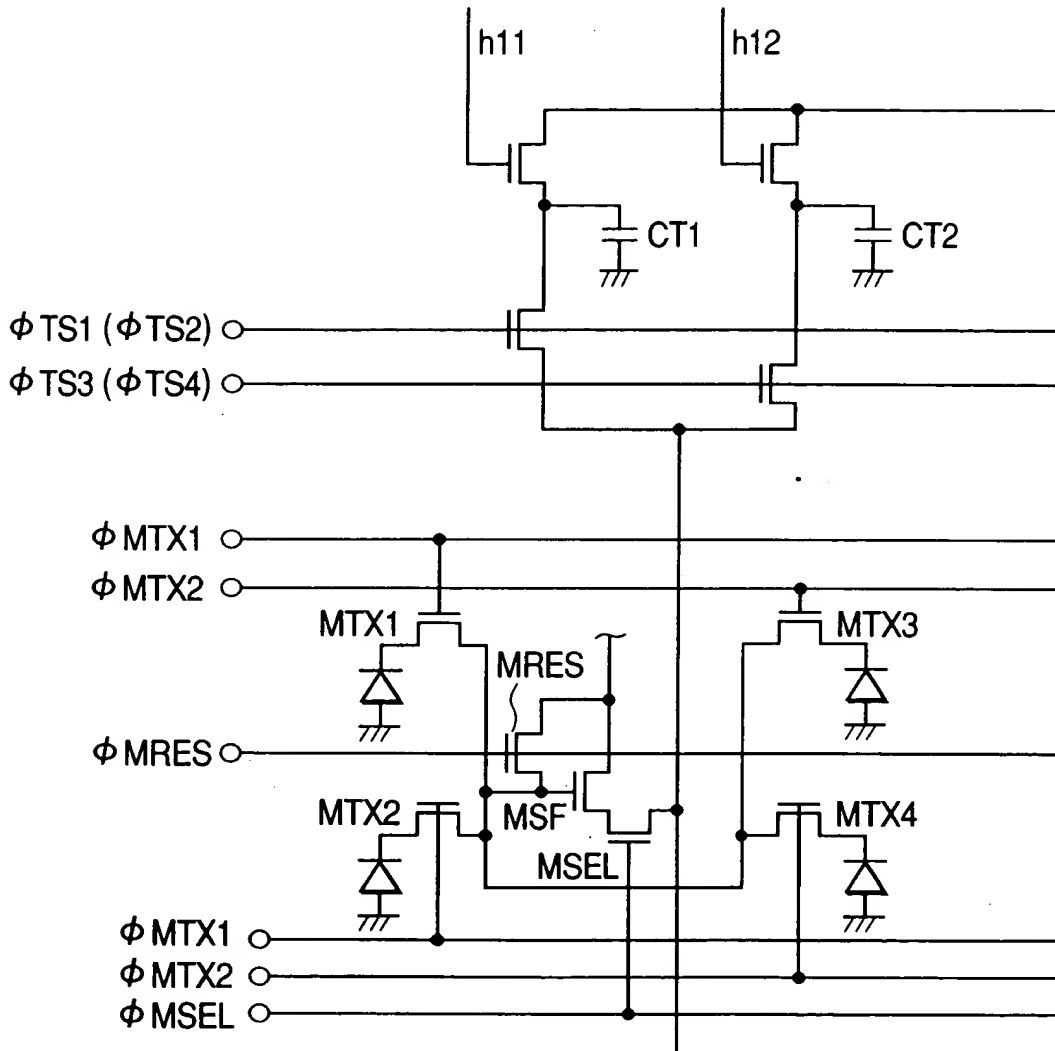 h11
h12
CT1
CT2
ϕTS1 (ϕTS2)
ϕTS3 (ϕTS4)
ϕMTX1
ϕMTX2
MTX1
MTX3
MRES
ϕMRES
MTX2
MSF
MTX4
MSEL
ϕMTX1
ϕMTX2
ϕMSEL